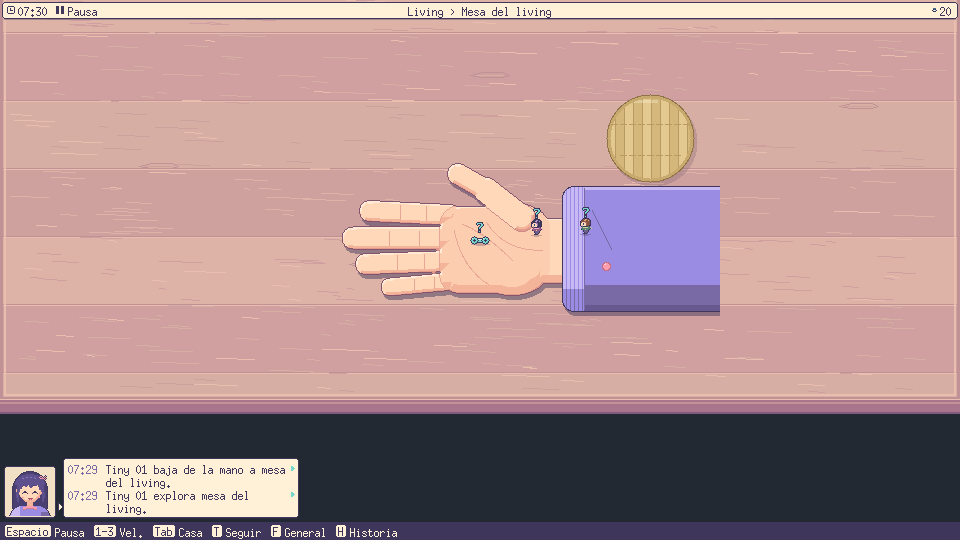 07:30 Pausa
Living > Mesa del living
*20
?
?
?
07:29 Tiny 01 baja de la mano a mesa
del living.
07:29 Tiny 01 explora mesa del
living.
Espacio Pausa 1-3 Vel. Tab Casa T Seguir F General H Historia